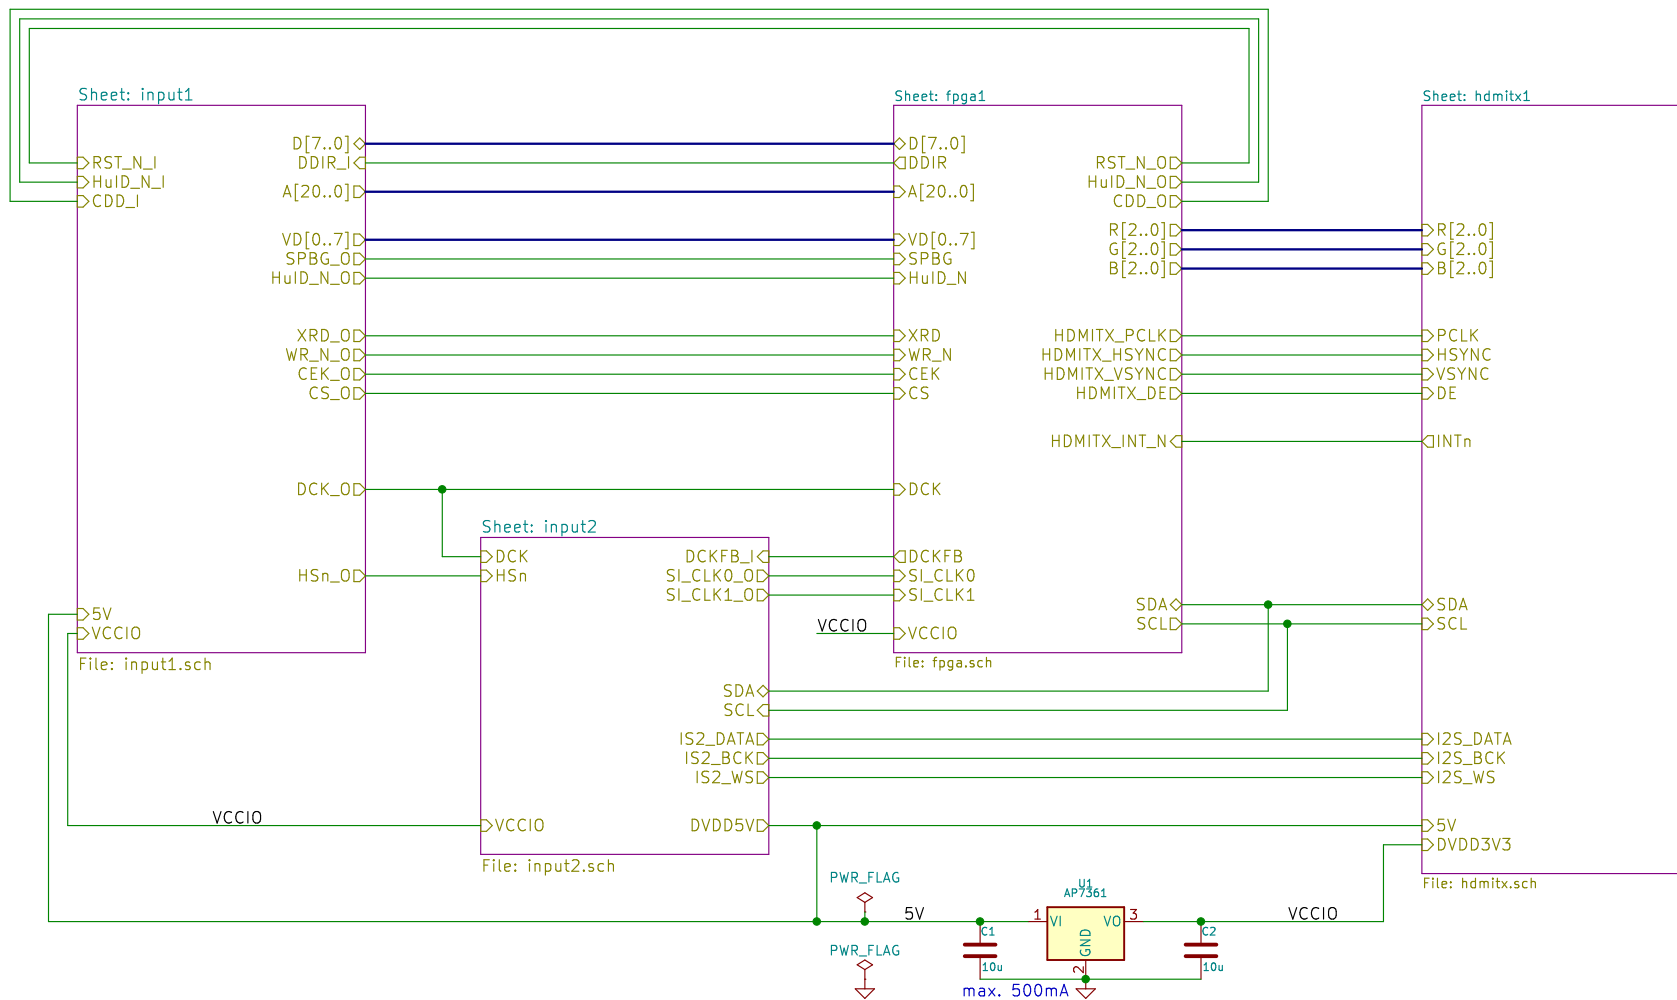 Sheet: input1
D[7..0]
DDIR_I
RST_N_I
HuID_N_I
CDD_I
A[20..0]
VD[0..7]
SPBG_O
HuID_N_O
XRD_O
WR_N_O
CEK_O
CS_O
DCK_O
HSn_O
5V
VCCIO
File: input1.sch
Sheet: input2
DCK
HSn
DCKFB_I
SI_CLK0_O
SI_CLK1_O
SDA
SCL
IS2_DATA
IS2_BCK
IS2_WS
VCCIO
VCCIO
DVDD5V
File: input2.sch
Sheet: fpga1
D[7..0]
DDIR
A[20..0]
VD[0..7]
SPBG
HuID_N
XRD
WR_N
CEK
CS
DCK
DCKFB
SI_CLK0
SI_CLK1
VCCIO
VCCIO
RST_N_O
HuID_N_O
CDD_O
R[2..0]
G[2..0]
B[2..0]
HDMITX_PCLK
HDMITX_HSYNC
HDMITX_VSYNC
HDMITX_DE
HDMITX_INT_N
SDA
SCL
File: fpga.sch
Sheet: hdmitx1
R[2..0]
G[2..0]
B[2..0]
PCLK
HSYNC
VSYNC
DE
INTn
SDA
SCL
I2S_DATA
I2S_BCK
I2S_WS
5V
DVDD3V3
File: hdmitx.sch
PWR_FLAG
5V
PWR_FLAG
C1
10u
U1
AP7361
1
VI
VO
3
GND
2
C2
10u
VCCIO
max. 500mA